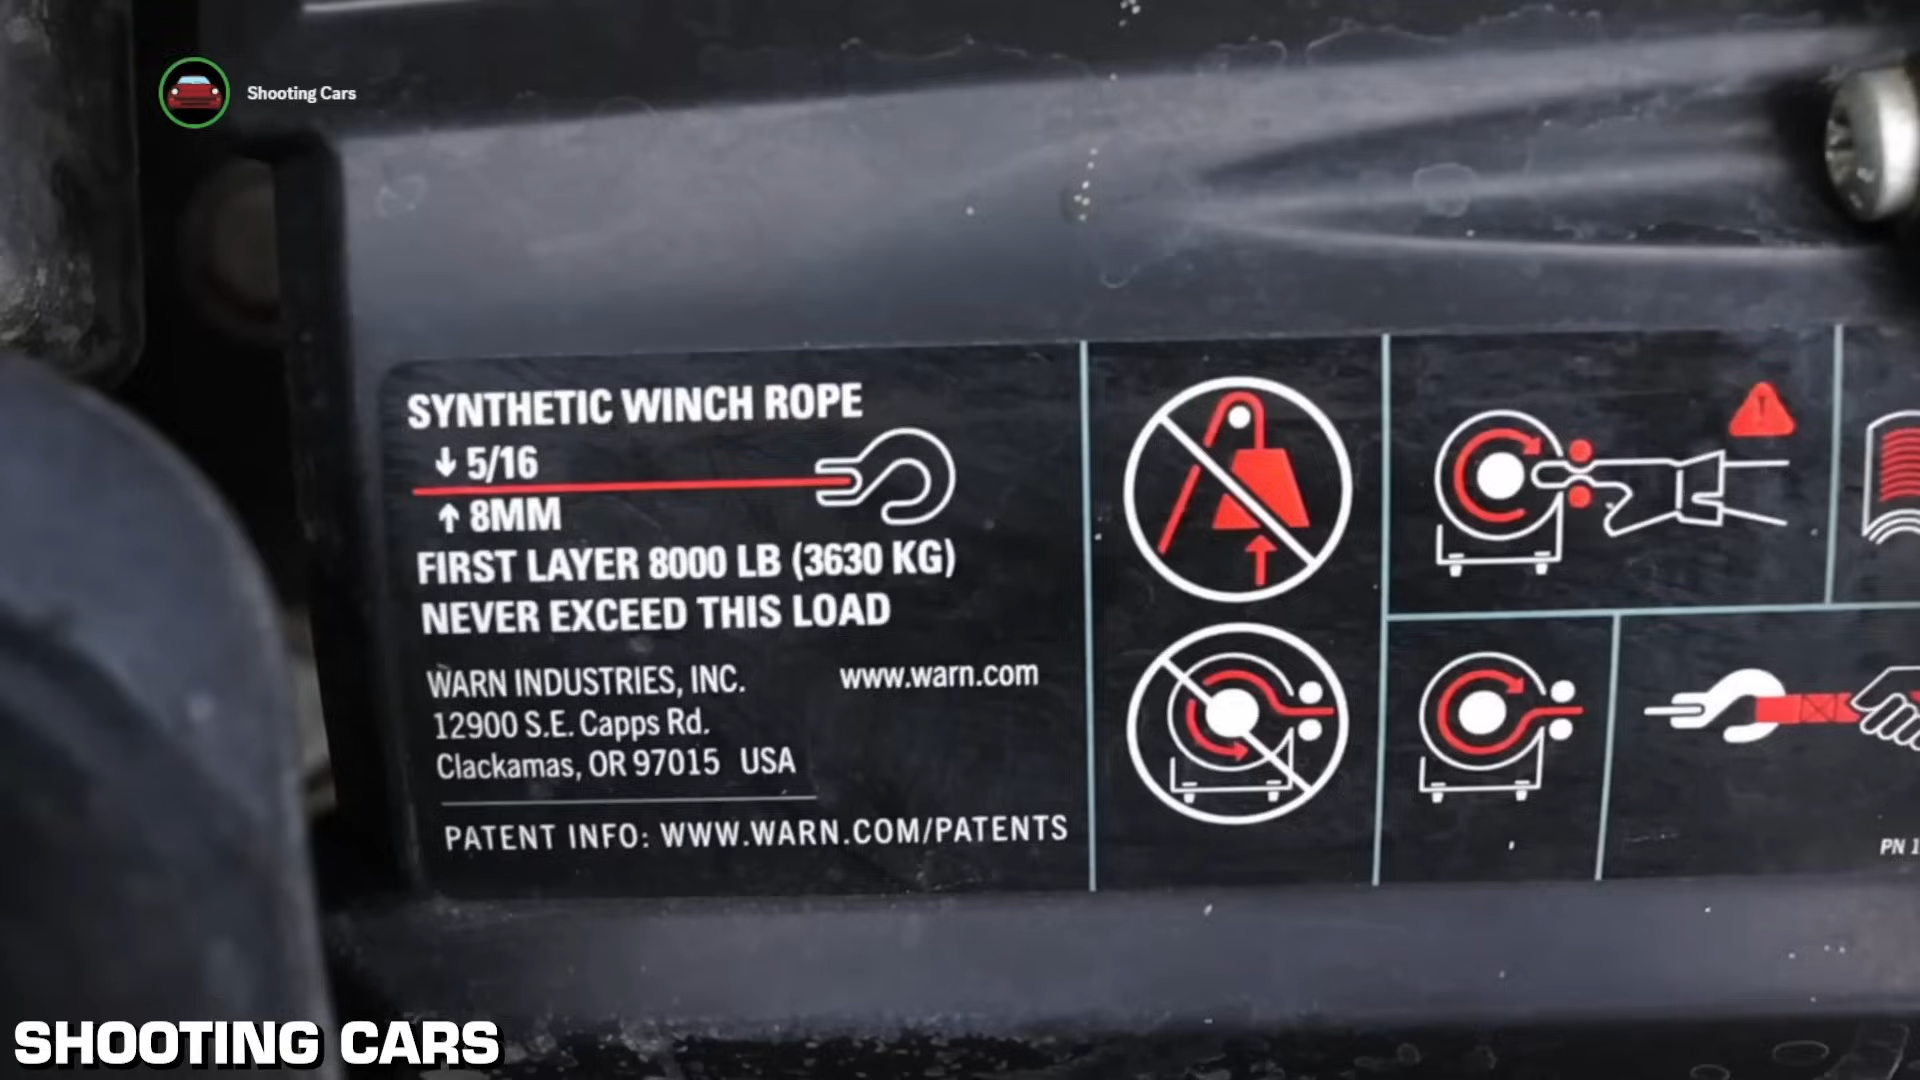 Shooting Cars
SYNTHETIC WINCH ROPE
↓ 5/16
↑ 8MM
FIRST LAYER 8000 LB (3630 KG)
NEVER EXCEED THIS LOAD
WARN INDUSTRIES, INC. www.warn.com
12900 S.E. Capps Rd.
Clackamas, OR 97015 USA
PATENT INFO: WWW.WARN.COM/PATENTS
PN 1
SHOOTING CARS